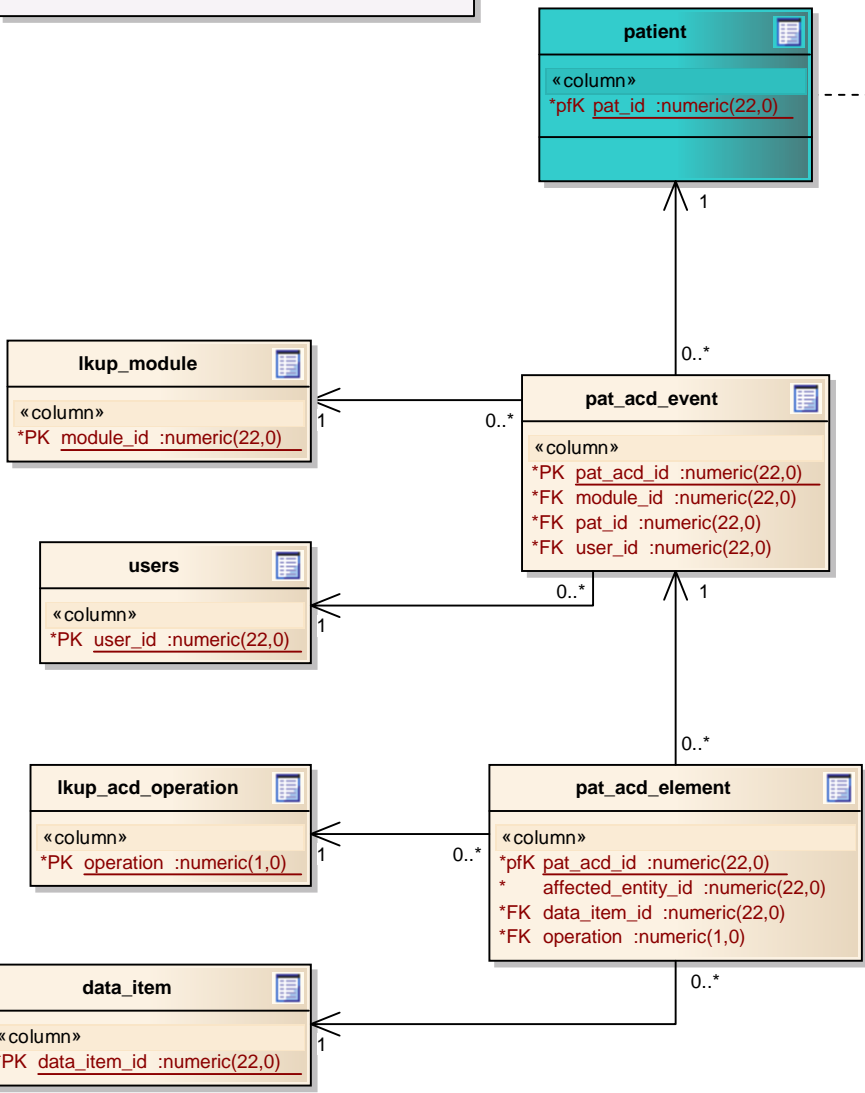 patient
«column»
*pfK pat_id :numeric(22,0)
1
0..*
lkup_module
«column»
*PK module_id :numeric(22,0)
1
0..*
pat_acd_event
«column»
*PK pat_acd_id :numeric(22,0)
*FK module_id :numeric(22,0)
*FK pat_id :numeric(22,0)
*FK user_id :numeric(22,0)
users
«column»
*PK user_id :numeric(22,0)
1
0..*
1
0..*
lkup_acd_operation
«column»
*PK operation :numeric(1,0)
1
0..*
pat_acd_element
«column»
*pfK pat_acd_id :numeric(22,0)
* affected_entity_id :numeric(22,0)
*FK data_item_id :numeric(22,0)
*FK operation :numeric(1,0)
0..*
data_item
«column»
*PK data_item_id :numeric(22,0)
1